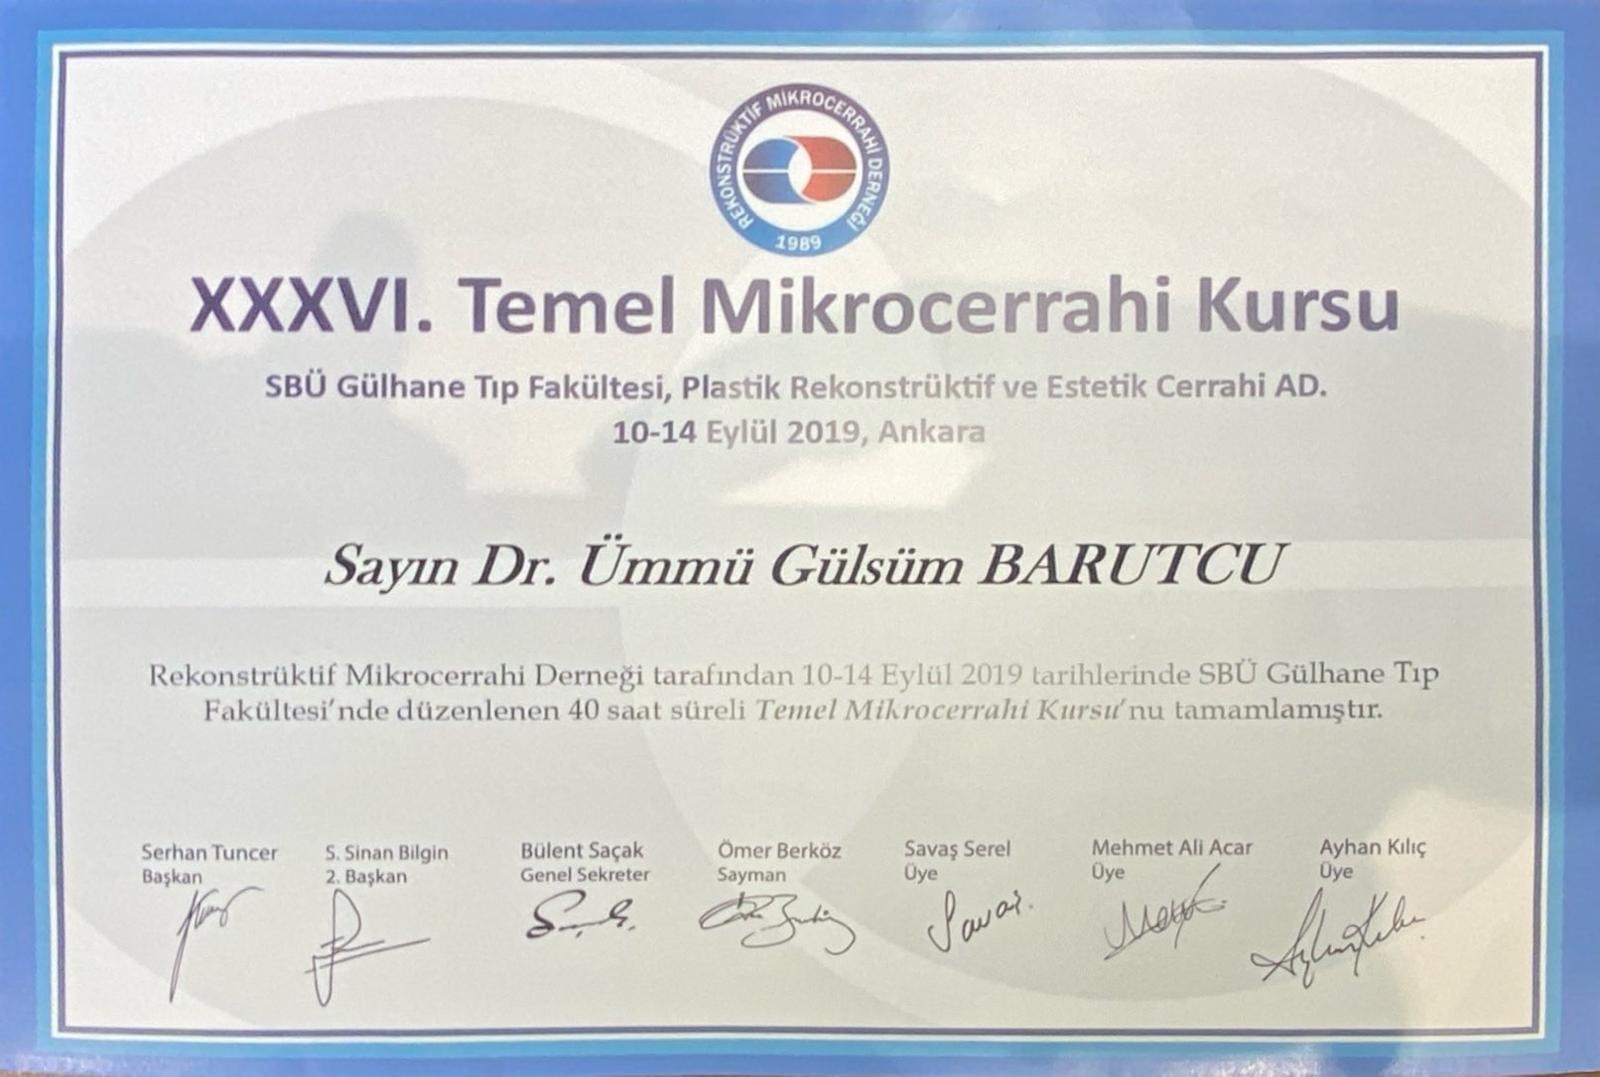 REKONSTRÜKTİF MİKROCERRAHİ DERNEĞİ
1989
XXXVI. Temel Mikrocerrahi Kursu
SBÜ Gülhane Tıp Fakültesi, Plastik Rekonstrüktif ve Estetik Cerrahi AD.
10-14 Eylül 2019, Ankara
Sayın Dr. Ümmü Gülsüm BARUTCU
Rekonstrüktif Mikrocerrahi Derneği tarafından 10-14 Eylül 2019 tarihlerinde SBÜ Gülhane Tıp
Fakültesi'nde düzenlenen 40 saat süreli Temel Mikrocerrahi Kursu'nu tamamlamıştır.
Serhan Tuncer S. Sinan Bilgin Bülent Saçak Ömer Berköz Savaş Serel Mehmet Ali Acar Ayhan Kılıç
Başkan 2. Başkan Genel Sekreter Sayman Üye Üye Üye